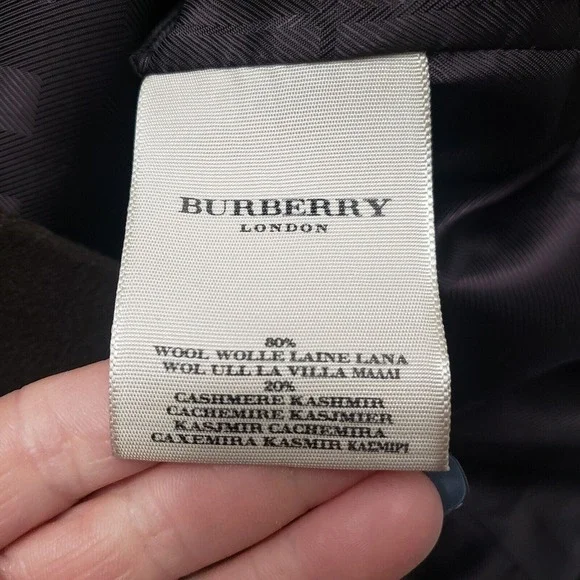 BURBERRY
LONDON
80%
WOOL WOLLE LAINE LANA
WOL ULL LA VILLA MAAAI
20%
CASHMERE KASHMIR
CACHEMIRE KASJMIER
KASJMIR CACHEMIRA
CAXEMIRA KASMIR ΚΑΣΜΙΡΙ